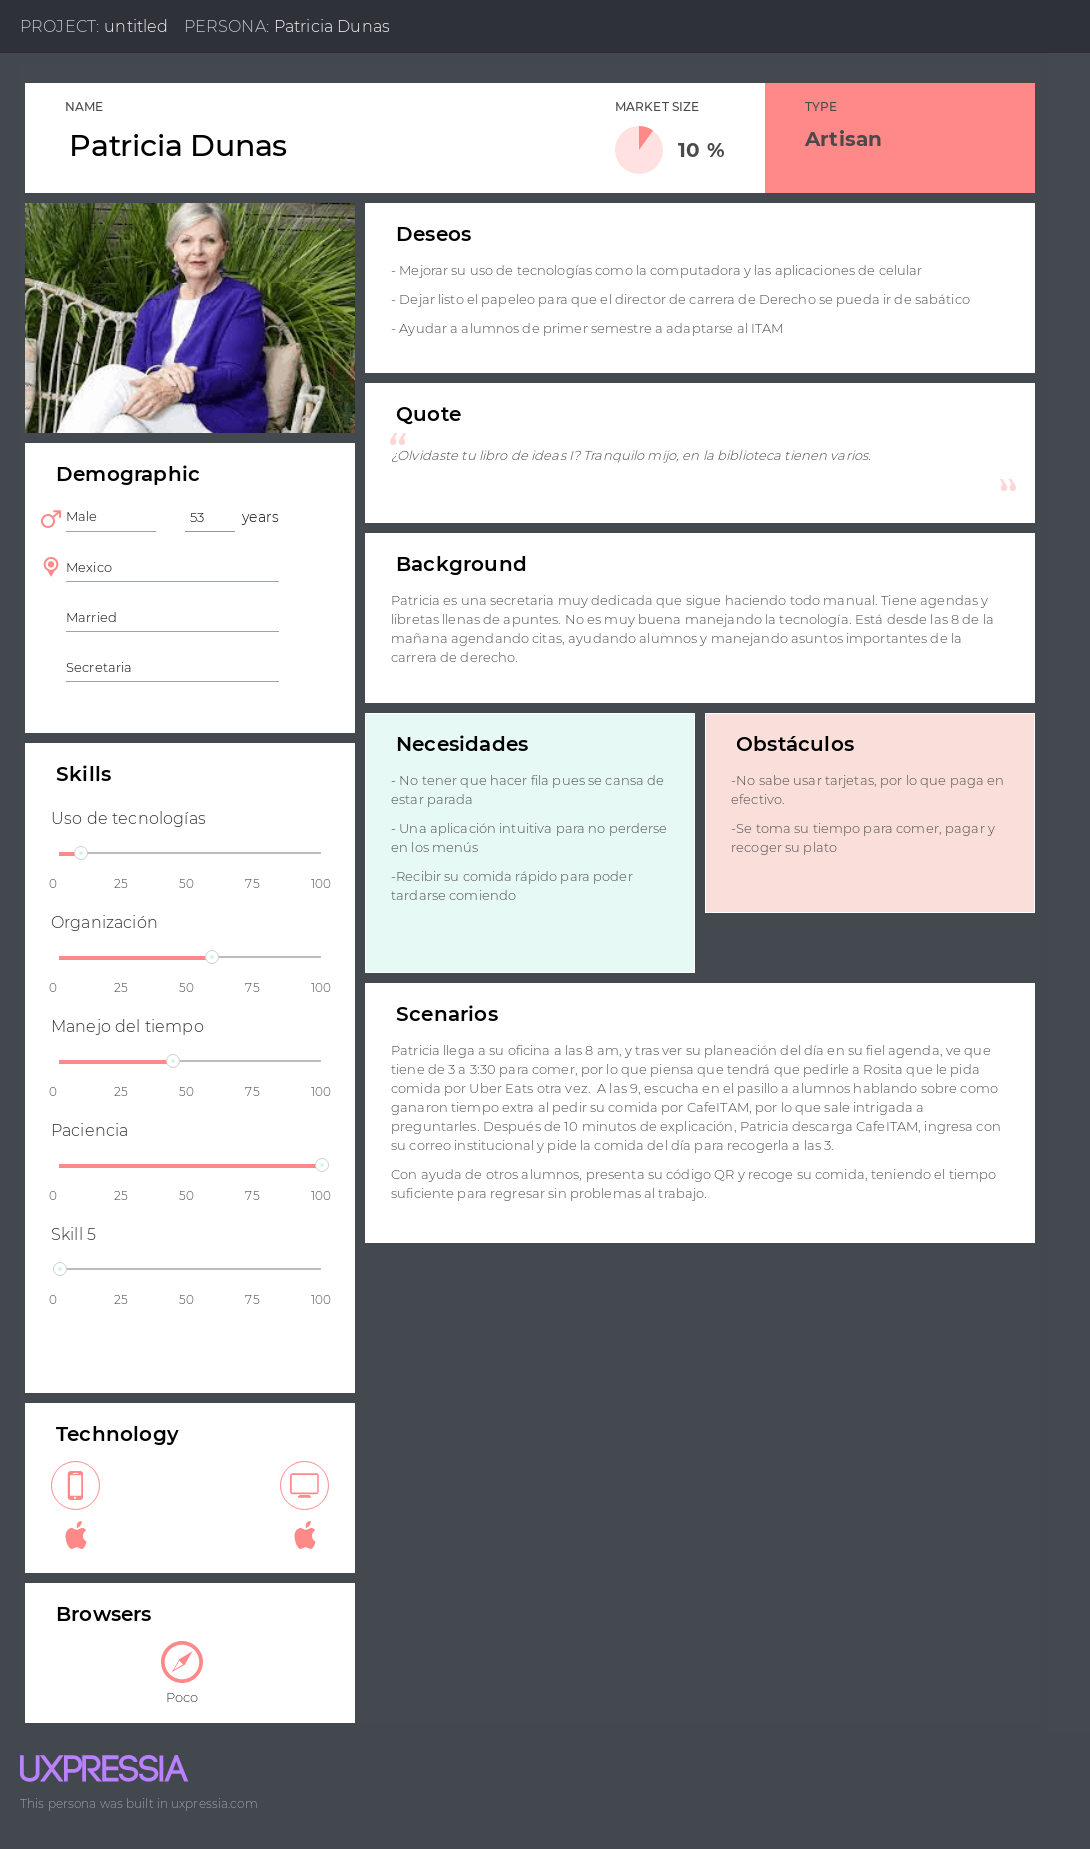 PROJECT: untitled PERSONA: Patricia Dunas
NAME
Patricia Dunas
MARKET SIZE
10 %
TYPE
Artisan
Demographic
Male 53 years
Mexico
Married
Secretaria
Skills
Uso de tecnologías
0 25 50 75 100
Organización
0 25 50 75 100
Manejo del tiempo
0 25 50 75 100
Paciencia
0 25 50 75 100
Skill 5
0 25 50 75 100
Technology
Browsers
Poco
Deseos
- Mejorar su uso de tecnologías como la computadora y las aplicaciones de celular
- Dejar listo el papeleo para que el director de carrera de Derecho se pueda ir de sabático
- Ayudar a alumnos de primer semestre a adaptarse al ITAM
Quote
“
¿Olvidaste tu libro de ideas I? Tranquilo mijo, en la biblioteca tienen varios.
”
Background
Patricia es una secretaria muy dedicada que sigue haciendo todo manual. Tiene agendas y
libretas llenas de apuntes. No es muy buena manejando la tecnología. Está desde las 8 de la
mañana agendando citas, ayudando alumnos y manejando asuntos importantes de la
carrera de derecho.
Necesidades
- No tener que hacer fila pues se cansa de
estar parada
- Una aplicación intuitiva para no perderse
en los menús
-Recibir su comida rápido para poder
tardarse comiendo
Obstáculos
-No sabe usar tarjetas, por lo que paga en
efectivo.
-Se toma su tiempo para comer, pagar y
recoger su plato
Scenarios
Patricia llega a su oficina a las 8 am, y tras ver su planeación del día en su fiel agenda, ve que
tiene de 3 a 3:30 para comer, por lo que piensa que tendrá que pedirle a Rosita que le pida
comida por Uber Eats otra vez. A las 9, escucha en el pasillo a alumnos hablando sobre como
ganaron tiempo extra al pedir su comida por CafeITAM, por lo que sale intrigada a
preguntarles. Después de 10 minutos de explicación, Patricia descarga CafeITAM, ingresa con
su correo institucional y pide la comida del día para recogerla a las 3.
Con ayuda de otros alumnos, presenta su código QR y recoge su comida, teniendo el tiempo
suficiente para regresar sin problemas al trabajo.
UXPRESSIA
This persona was built in uxpressia.com